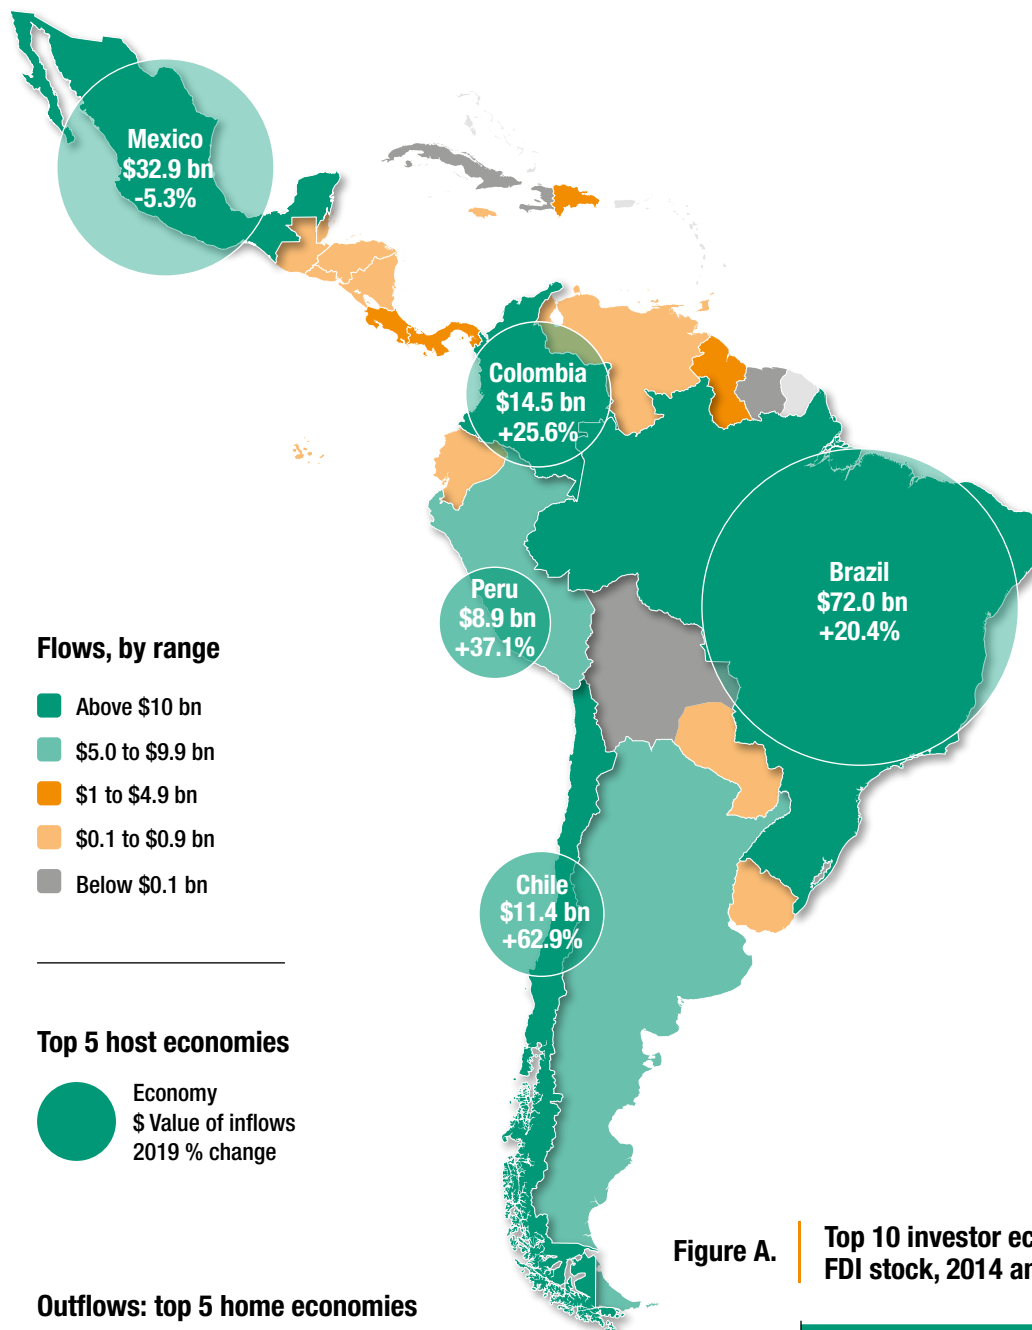 Mexico
$32.9 bn
-5.3%
Colombia
$14.5 bn
+25.6%
Brazil
$72.0 bn
+20.4%
Peru
$8.9 bn
+37.1%
Chile
$11.4 bn
+62.9%
Flows, by range
Above $10 bn
$5.0 to $9.9 bn
$1 to $4.9 bn
$0.1 to $0.9 bn
Below $0.1 bn
Top 5 host economies
Economy
$ Value of inflows
2019 % change
Outflows: top 5 home economies
Figure A.
Top 10 investor
FDI stock, 2014